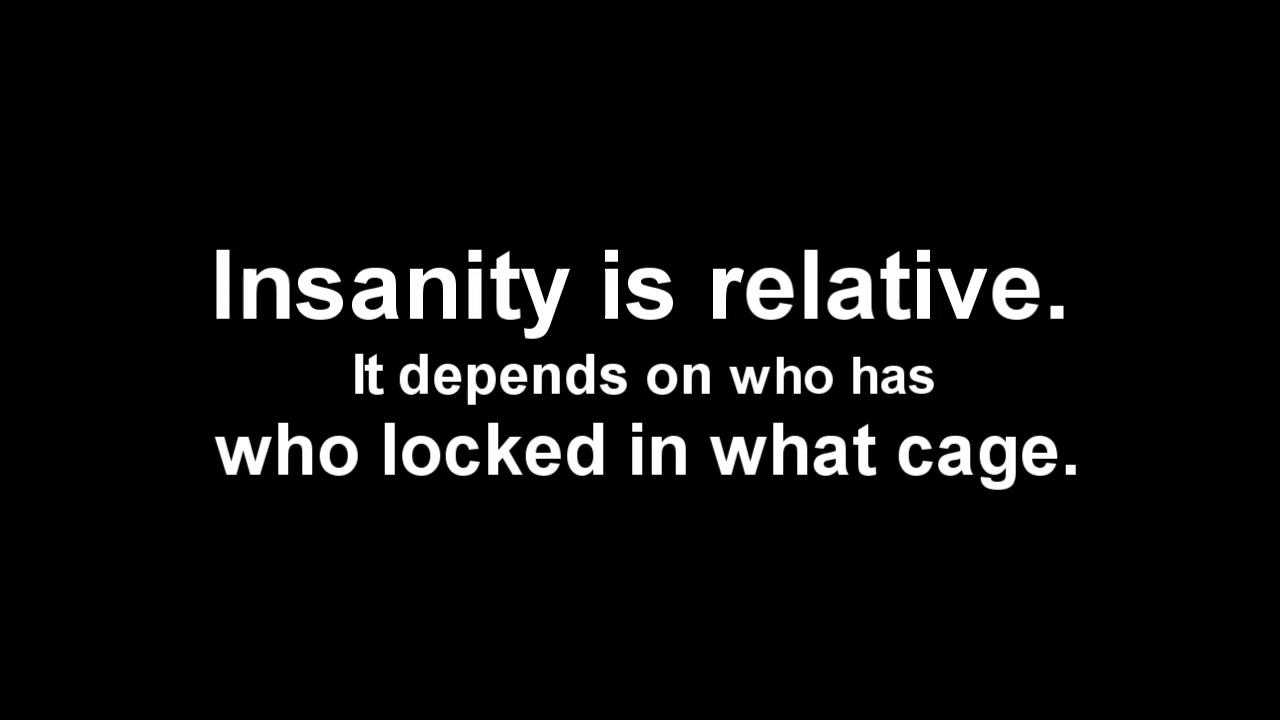 Insanity is relative.
It depends on who has
who locked in what cage.